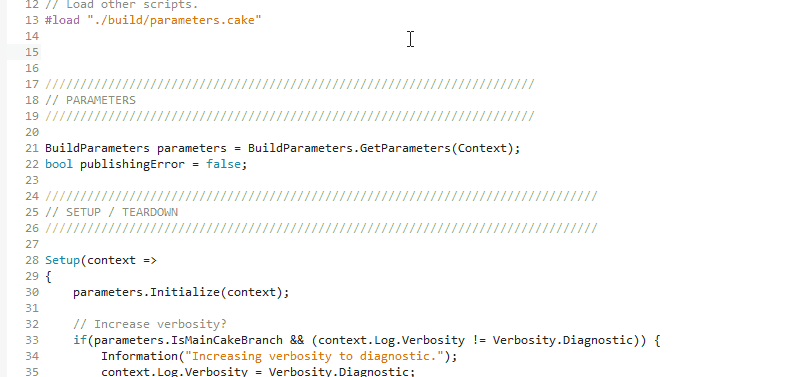 12 // Load other scripts.
13 #load "./build/parameters.cake"
14
15
16
17 //////////////////////////////////////////////////////////////////////
18 // PARAMETERS
19 //////////////////////////////////////////////////////////////////////
20
21 BuildParameters parameters = BuildParameters.GetParameters(Context);
22 bool publishingError = false;
23
24 ///////////////////////////////////////////////////////////////////////////////
25 // SETUP / TEARDOWN
26 ///////////////////////////////////////////////////////////////////////////////
27
28 Setup(context =>
29 {
30     parameters.Initialize(context);
31
32     // Increase verbosity?
33     if(parameters.IsMainCakeBranch && (context.Log.Verbosity != Verbosity.Diagnostic)) {
34         Information("Increasing verbosity to diagnostic.");
35         context.Log.Verbosity = Verbosity.Diagnostic;